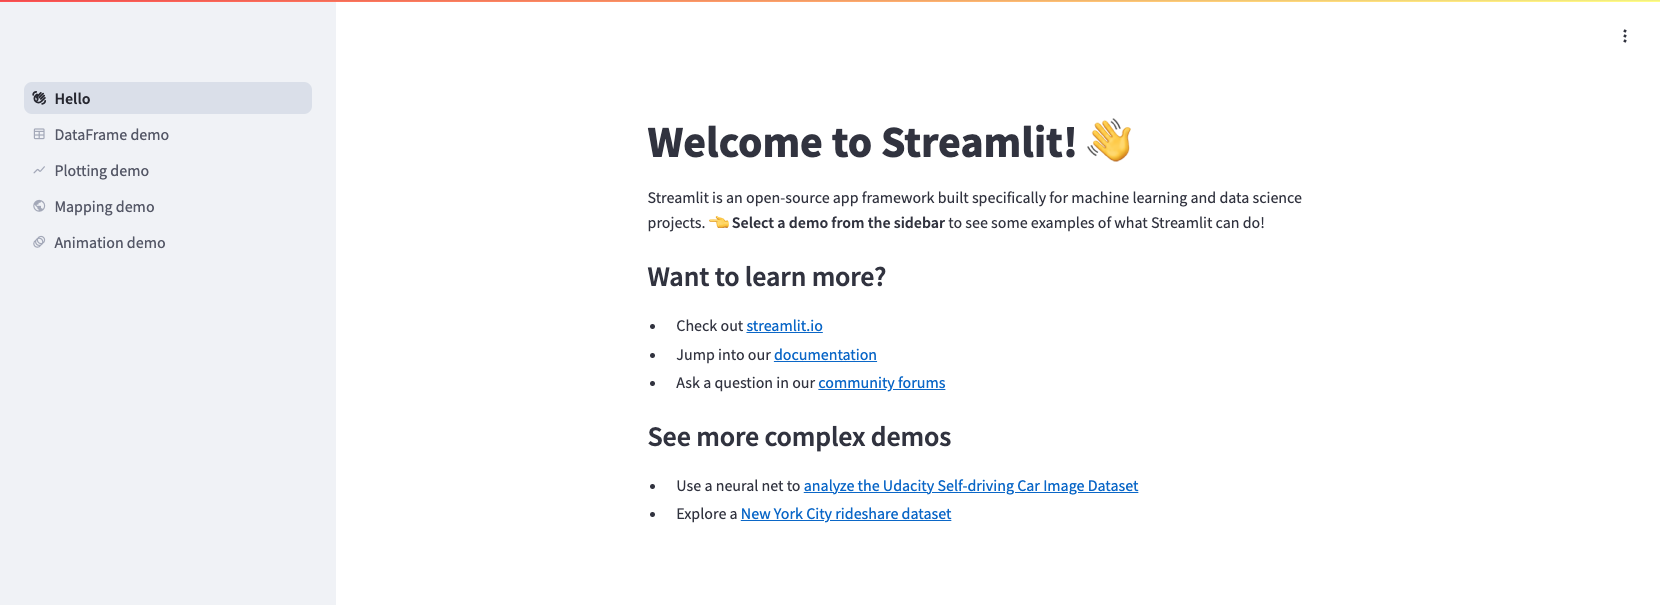 Hello
DataFrame demo
Plotting demo
Mapping demo
Animation demo
Welcome to Streamlit! 👋
Streamlit is an open-source app framework built specifically for machine learning and data science
projects. 👈 Select a demo from the sidebar to see some examples of what Streamlit can do!
Want to learn more?
• Check out streamlit.io
• Jump into our documentation
• Ask a question in our community forums
See more complex demos
• Use a neural net to analyze the Udacity Self-driving Car Image Dataset
• Explore a New York City rideshare dataset